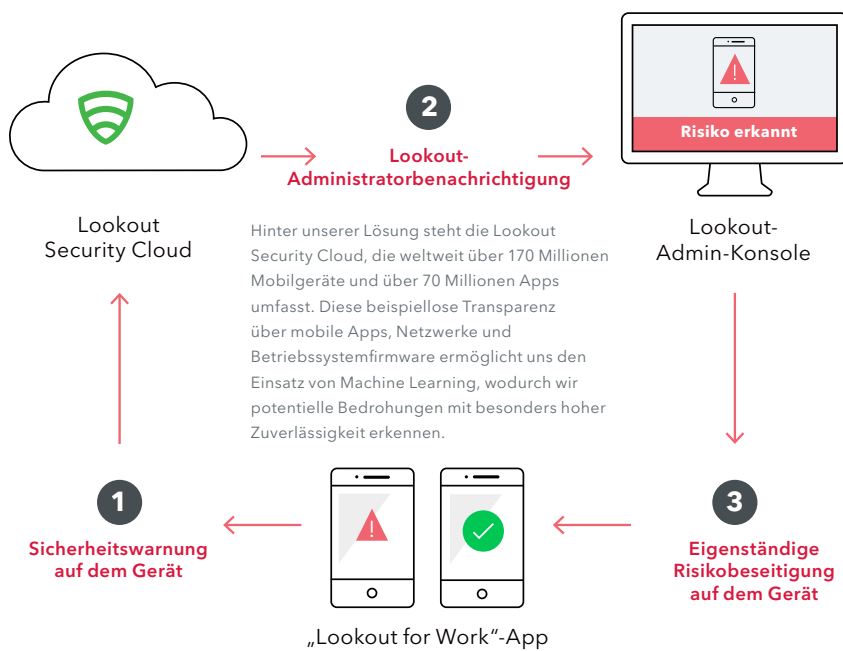 2
Risiko erkannt
Lookout-
Administratorbenachrichtigung
Lookout
Security Cloud
Lookout-
Admin-Konsole
Hinter unserer Lösung steht die Lookout
Security Cloud, die weltweit über 170 Millionen
Mobilgeräte und über 70 Millionen Apps
umfasst. Diese beispiellose Transparenz
über mobile Apps, Netzwerke und
Betriebssystemfirmware ermöglicht uns den
Einsatz von Machine Learning, wodurch wir
potentielle Bedrohungen mit besonders hoher
Zuverlässigkeit erkennen.
1
Sicherheitswarnung
auf dem Gerät
3
Eigenständige
Risikobeseitigung
auf dem Gerät
„Lookout for Work“-App